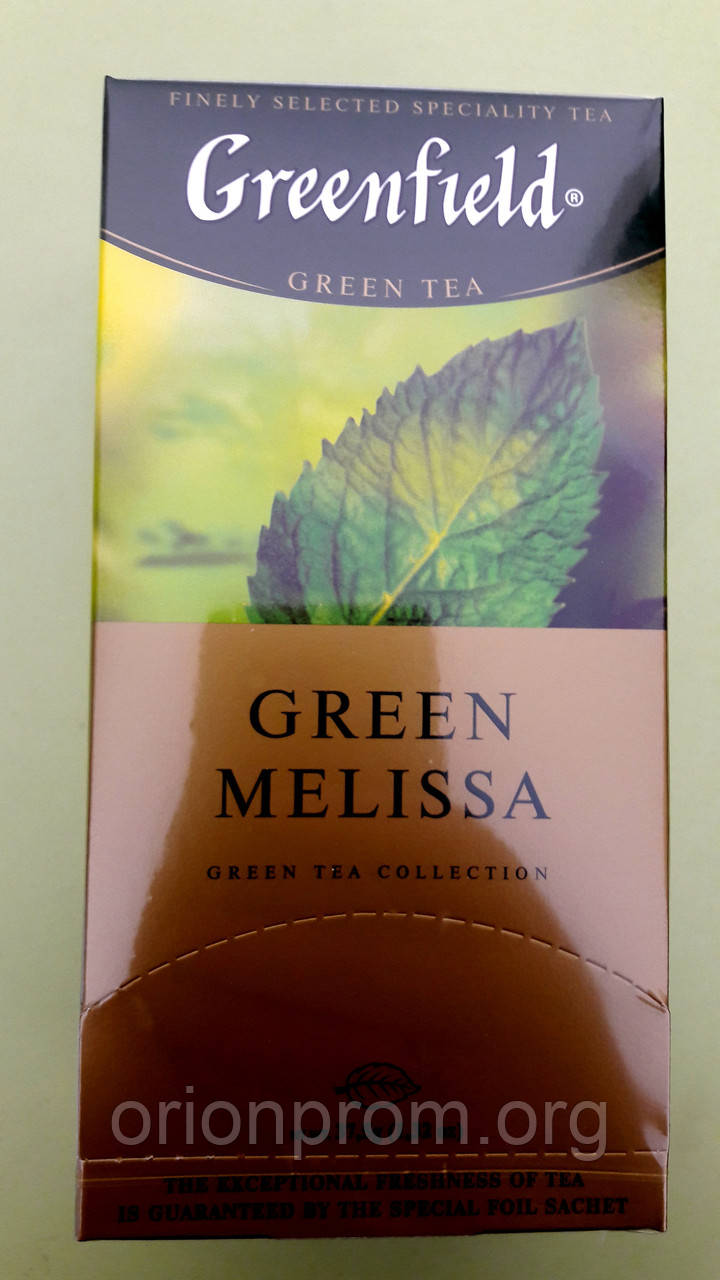 FINELY SELECTED SPECIALITY TEA
Greenfield®
GREEN TEA
GREEN
MELISSA
GREEN TEA COLLECTION
orionprom.org
THE EXCEPTIONAL FRESHNESS OF TEA
IS GUARANTEED BY THE SPECIAL FOIL SACHET